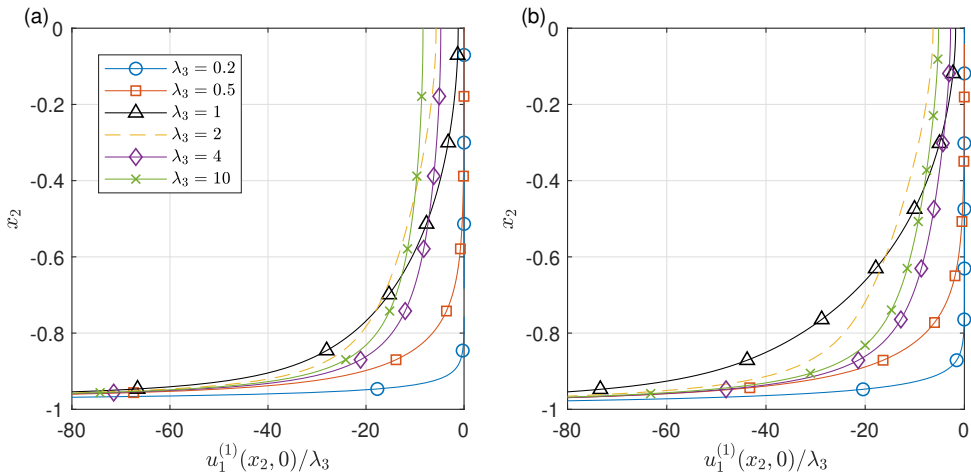 (a)
(b)
0
-0.2
-0.4
-0.6
-0.8
-1
x₂
λ₃ = 0.2
λ₃ = 0.5
λ₃ = 1
λ₃ = 2
λ₃ = 4
λ₃ = 10
-80 -60 -40 -20 0
u₁⁽¹⁾(x₂, 0)/λ₃
0
-0.2
-0.4
-0.6
-0.8
-1
x₂
-80 -60 -40 -20 0
u₁⁽¹⁾(x₂, 0)/λ₃